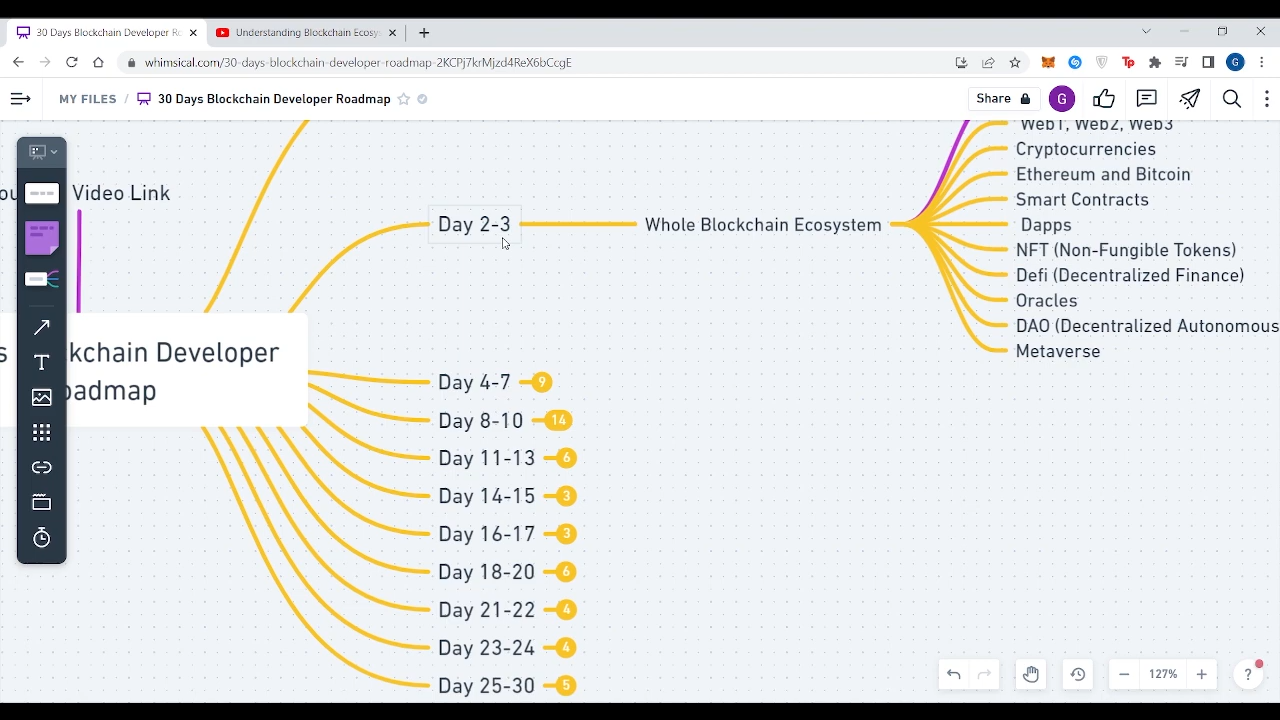 30 Days Blockchain Developer Ro
Understanding Blockchain Ecosy
whimsical.com/30-days-blockchain-developer-roadmap-2KCPj7krMjzd4ReX6xCcgE
Tp
G
MY FILES / 30 Days Blockchain Developer Roadmap
Share
G
Web1, Web2, Web3
Cryptocurrencies
Ethereum and Bitcoin
Smart Contracts
Dapps
NFT (Non-Fungible Tokens)
Defi (Decentralized Finance)
Oracles
DAO (Decentralized Autonomous
Metaverse
Video Link
Day 2-3
Whole Blockchain Ecosystem
kchain Developer
oadmap
Day 4-7 9
Day 8-10 14
Day 11-13 6
Day 14-15 3
Day 16-17 3
Day 18-20 6
Day 21-22 4
Day 23-24 4
Day 25-30 5
T
127%
?